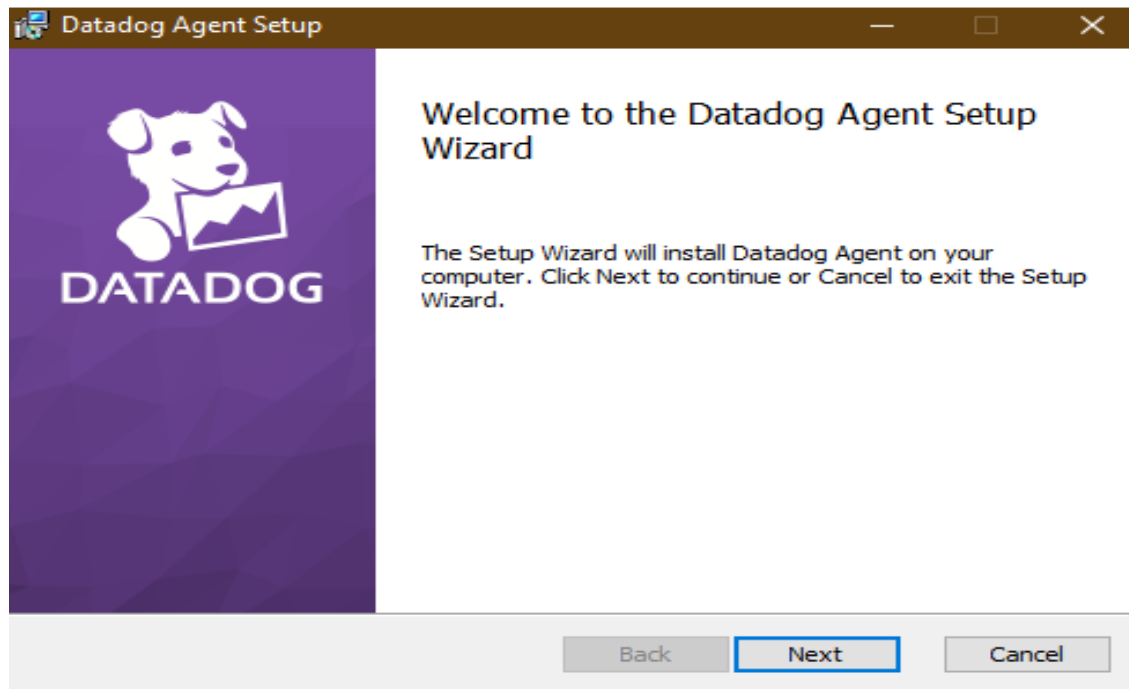 Datadog Agent Setup
Welcome to the Datadog Agent Setup
Wizard
The Setup Wizard will install Datadog Agent on your
computer. Click Next to continue or Cancel to exit the Setup
Wizard.
DATADOG
Back
Next
Cancel